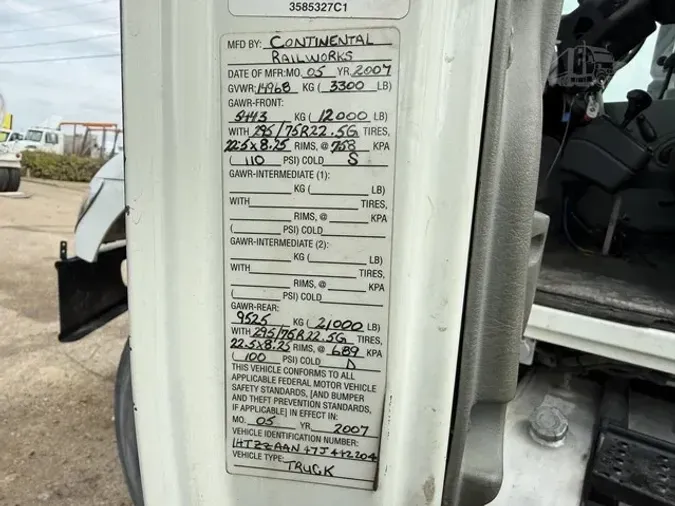 3585327C1
MFD BY: CONTINENTAL
RAILWORKS
DATE OF MFR: MO. 05 YR. 2007
GVWR: 14968 KG ( 3300 LB)
GAWR-FRONT:
5443 KG ( 12000 LB)
WITH 295/75R22.5G TIRES,
22.5x8.25 RIMS, @ 758 KPA
( 110 PSI) COLD S
GAWR-INTERMEDIATE (1):
KG ( LB)
WITH TIRES,
RIMS, @ KPA
( PSI) COLD
GAWR-INTERMEDIATE (2):
KG ( LB)
WITH TIRES,
RIMS, @ KPA
( PSI) COLD
GAWR-REAR:
9525 KG ( 21000 LB)
WITH 295/75R22.5G TIRES,
22.5x8.25 RIMS, @ 689 KPA
( 100 PSI) COLD D
THIS VEHICLE CONFORMS TO ALL
APPLICABLE FEDERAL MOTOR VEHICLE
SAFETY STANDARDS, [AND BUMPER
AND THEFT PREVENTION STANDARDS,
IF APPLICABLE] IN EFFECT IN:
MO. 05 YR. 2007
VEHICLE IDENTIFICATION NUMBER:
1HTZZAAN47J442204
VEHICLE TYPE:
TRUCK